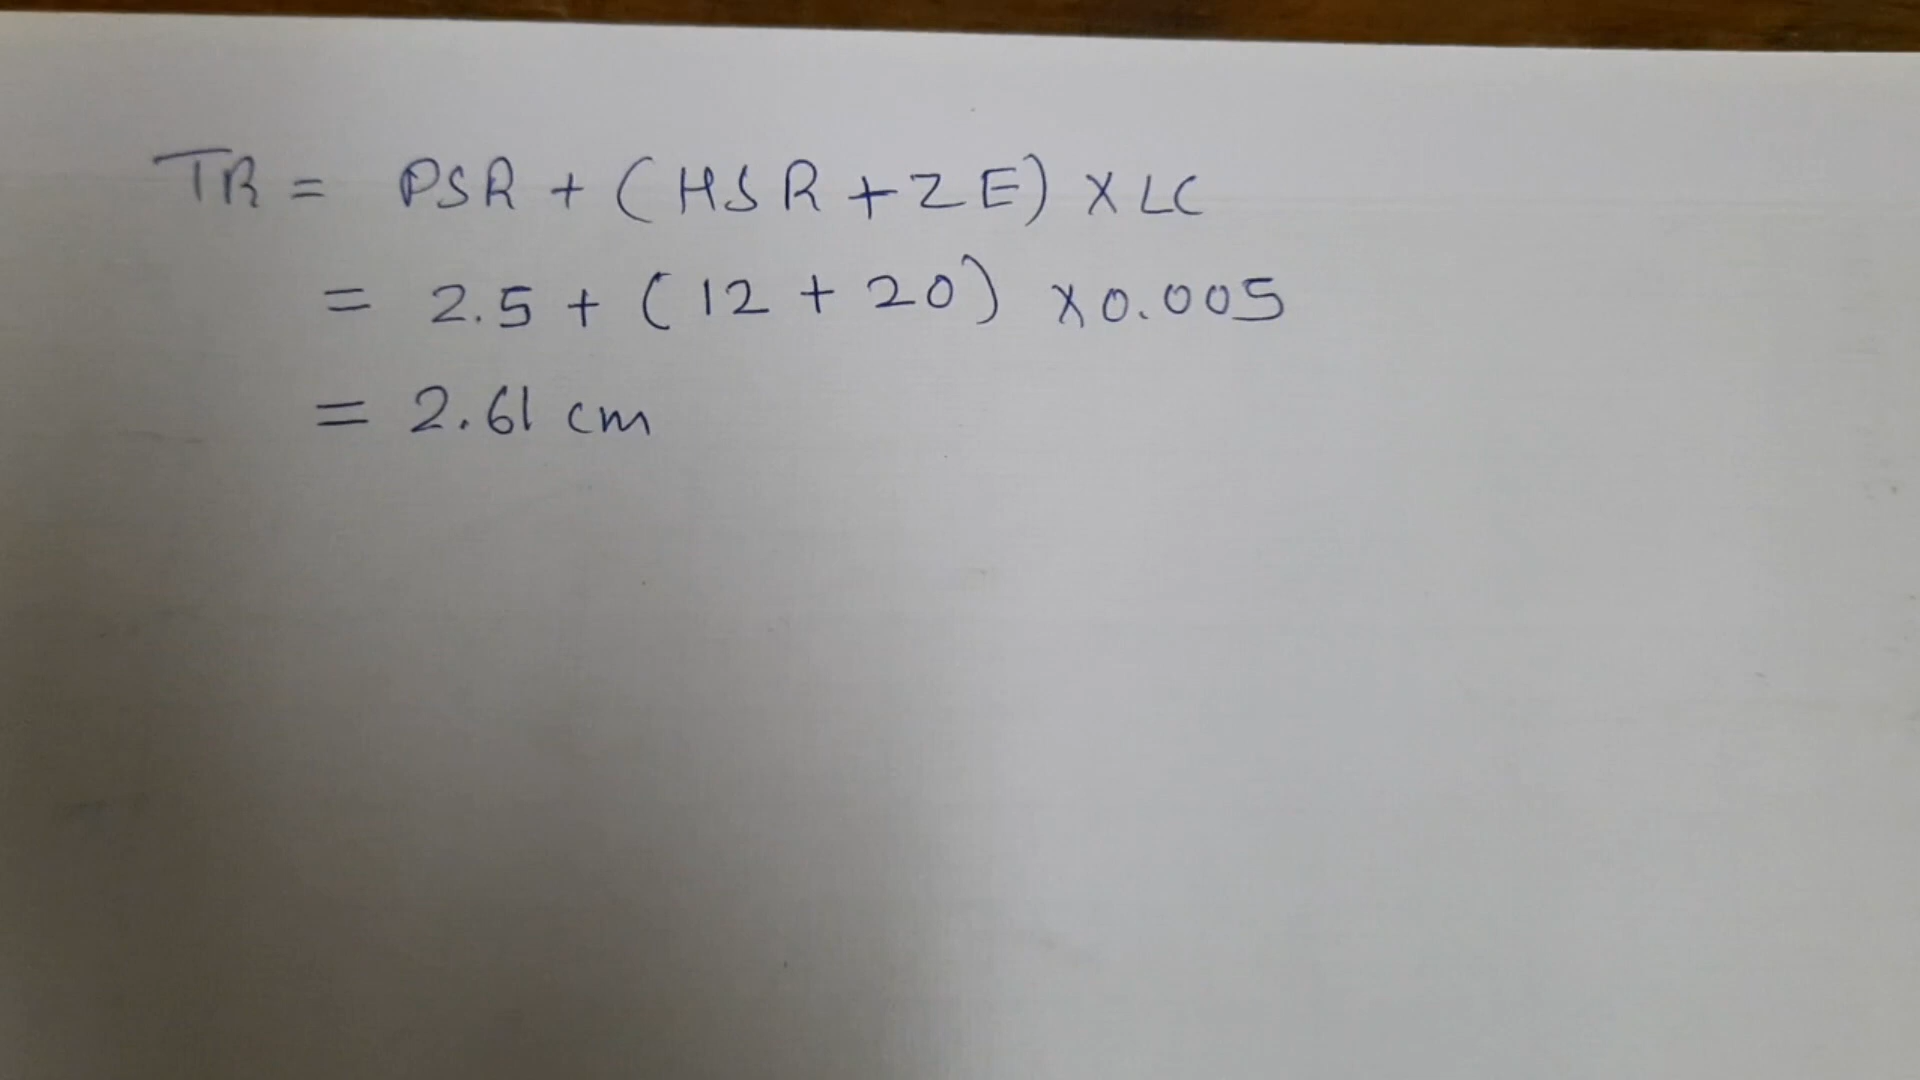 TR = PSR + (HSR + ZE) X LC
= 2.5 + (12 + 20) X 0.005
= 2.61 cm